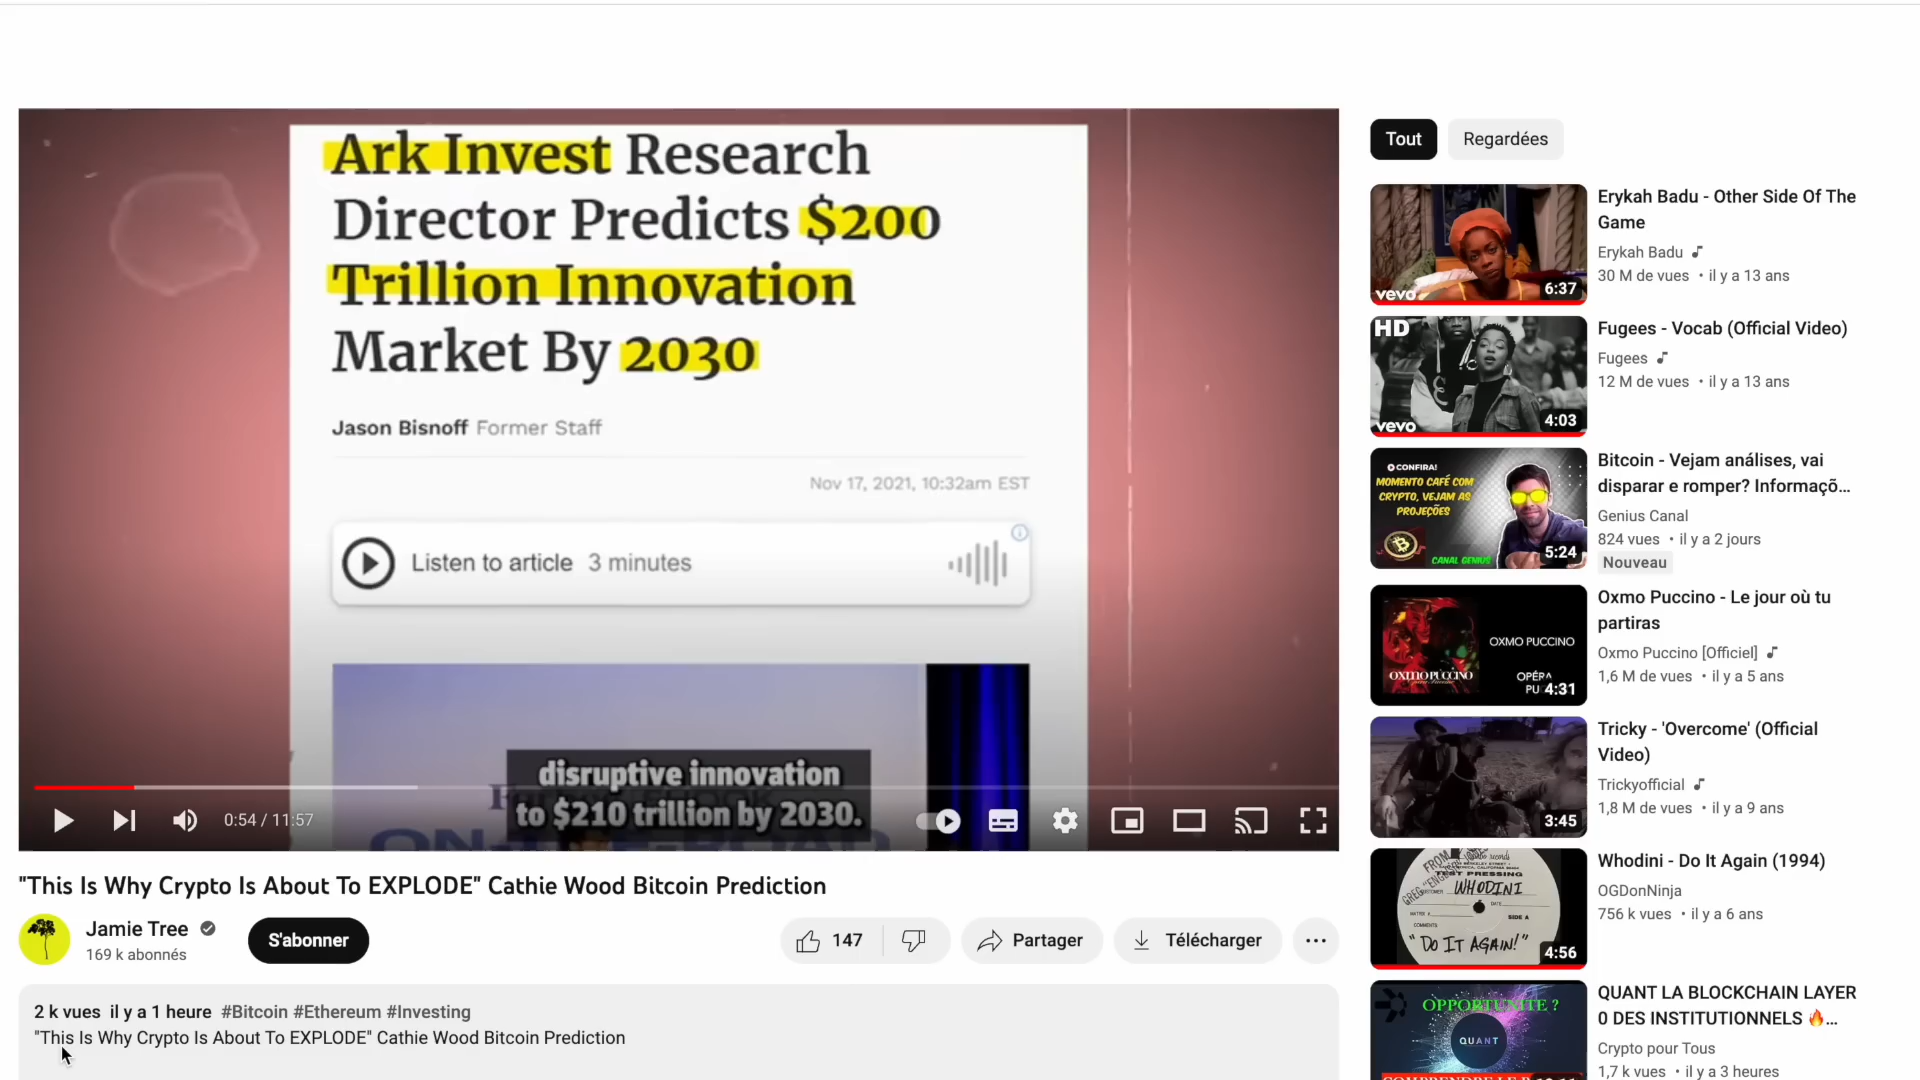 Ark Invest Research
Director Predicts $200
Trillion Innovation
Market By 2030
Jason Bisnoff Former Staff
Nov 17, 2021, 10:32am EST
Listen to article 3 minutes
disruptive innovation
to $210 trillion by 2030.
0:54 / 11:57
"This Is Why Crypto Is About To EXPLODE" Cathie Wood Bitcoin Prediction
Jamie Tree
169 k abonnés
S'abonner
147
Partager
Télécharger
2 k vues il y a 1 heure #Bitcoin #Ethereum #Investing
"This Is Why Crypto Is About To EXPLODE" Cathie Wood Bitcoin Prediction
Tout
Regardées
vevo
6:37
Erykah Badu - Other Side Of The
Game
Erykah Badu
30 M de vues • il y a 13 ans
HD
vevo
4:03
Fugees - Vocab (Official Video)
Fugees
12 M de vues • il y a 13 ans
CONFIRA!
MOMENTO CAFÉ COM
CRYPTO, VEJAM AS
PROJEÇÕES
CANAL GENIUS
5:24
Bitcoin - Vejam análises, vai
disparar e romper? Informaçõ...
Genius Canal
824 vues • il y a 2 jours
Nouveau
OXMO PUCCINO
OXMO PUCCINO
OPÉRA
PU
4:31
Oxmo Puccino - Le jour où tu
partiras
Oxmo Puccino [Officiel]
1,6 M de vues • il y a 5 ans
3:45
Tricky - 'Overcome' (Official
Video)
Trickyofficial
1,8 M de vues • il y a 9 ans
TEST PRESSING
WHODINI
SIDE A
"DO IT AGAIN!"
4:56
Whodini - Do It Again (1994)
OGDonNinja
756 k vues • il y a 6 ans
OPPORTUNITE ?
QUANT
QUANT LA BLOCKCHAIN LAYER
0 DES INSTITUTIONNELS 🔥...
Crypto pour Tous
1,7 k vues • il y a 3 heures